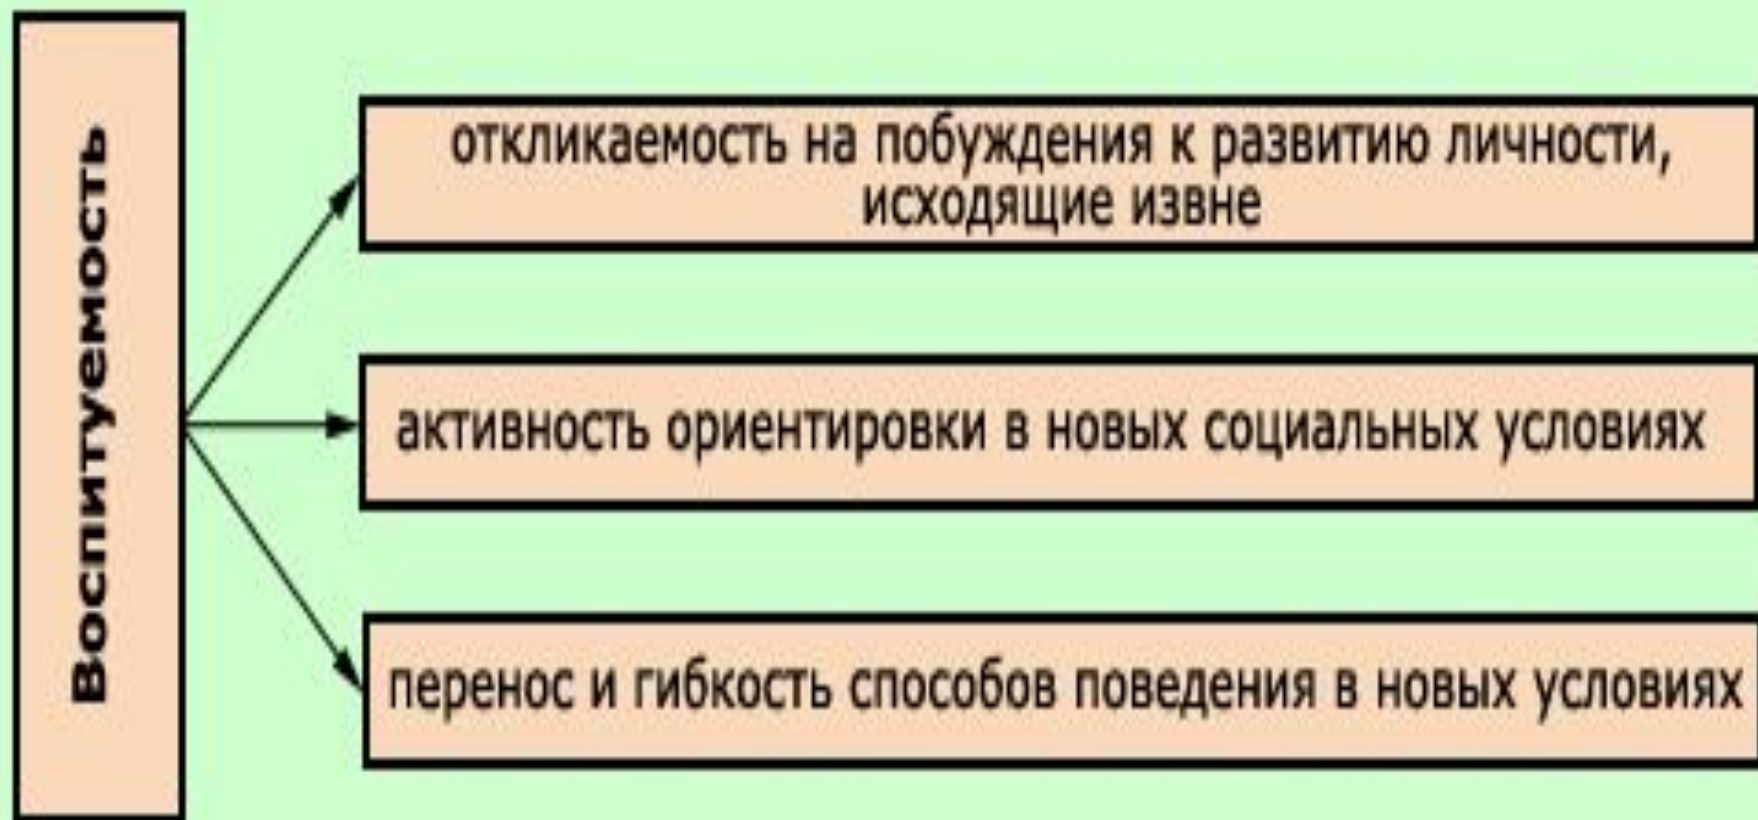 Воспитуемость
откликаемость на побуждения к развитию личности,
исходящие извне
активность ориентировки в новых социальных условиях
перенос и гибкость способов поведения в новых условиях